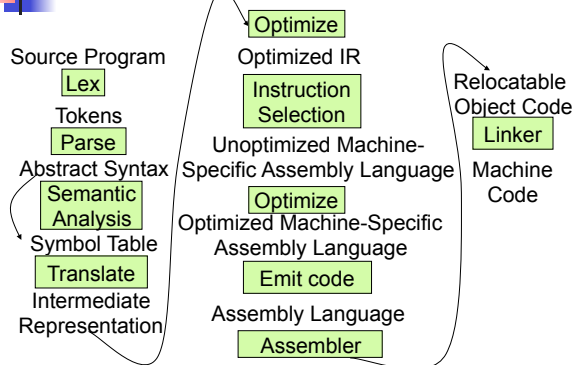 Source Program
Lex
Tokens
Parse
Abstract Syntax
Semantic
Analysis
Symbol Table
Translate
Intermediate
Representation
Optimize
Optimized IR
Instruction
Selection
Unoptimized Machine-
Specific Assembly Language
Optimize
Optimized Machine-Specific
Assembly Language
Emit code
Assembly Language
Assembler
Relocatable
Object Code
Linker
Machine
Code